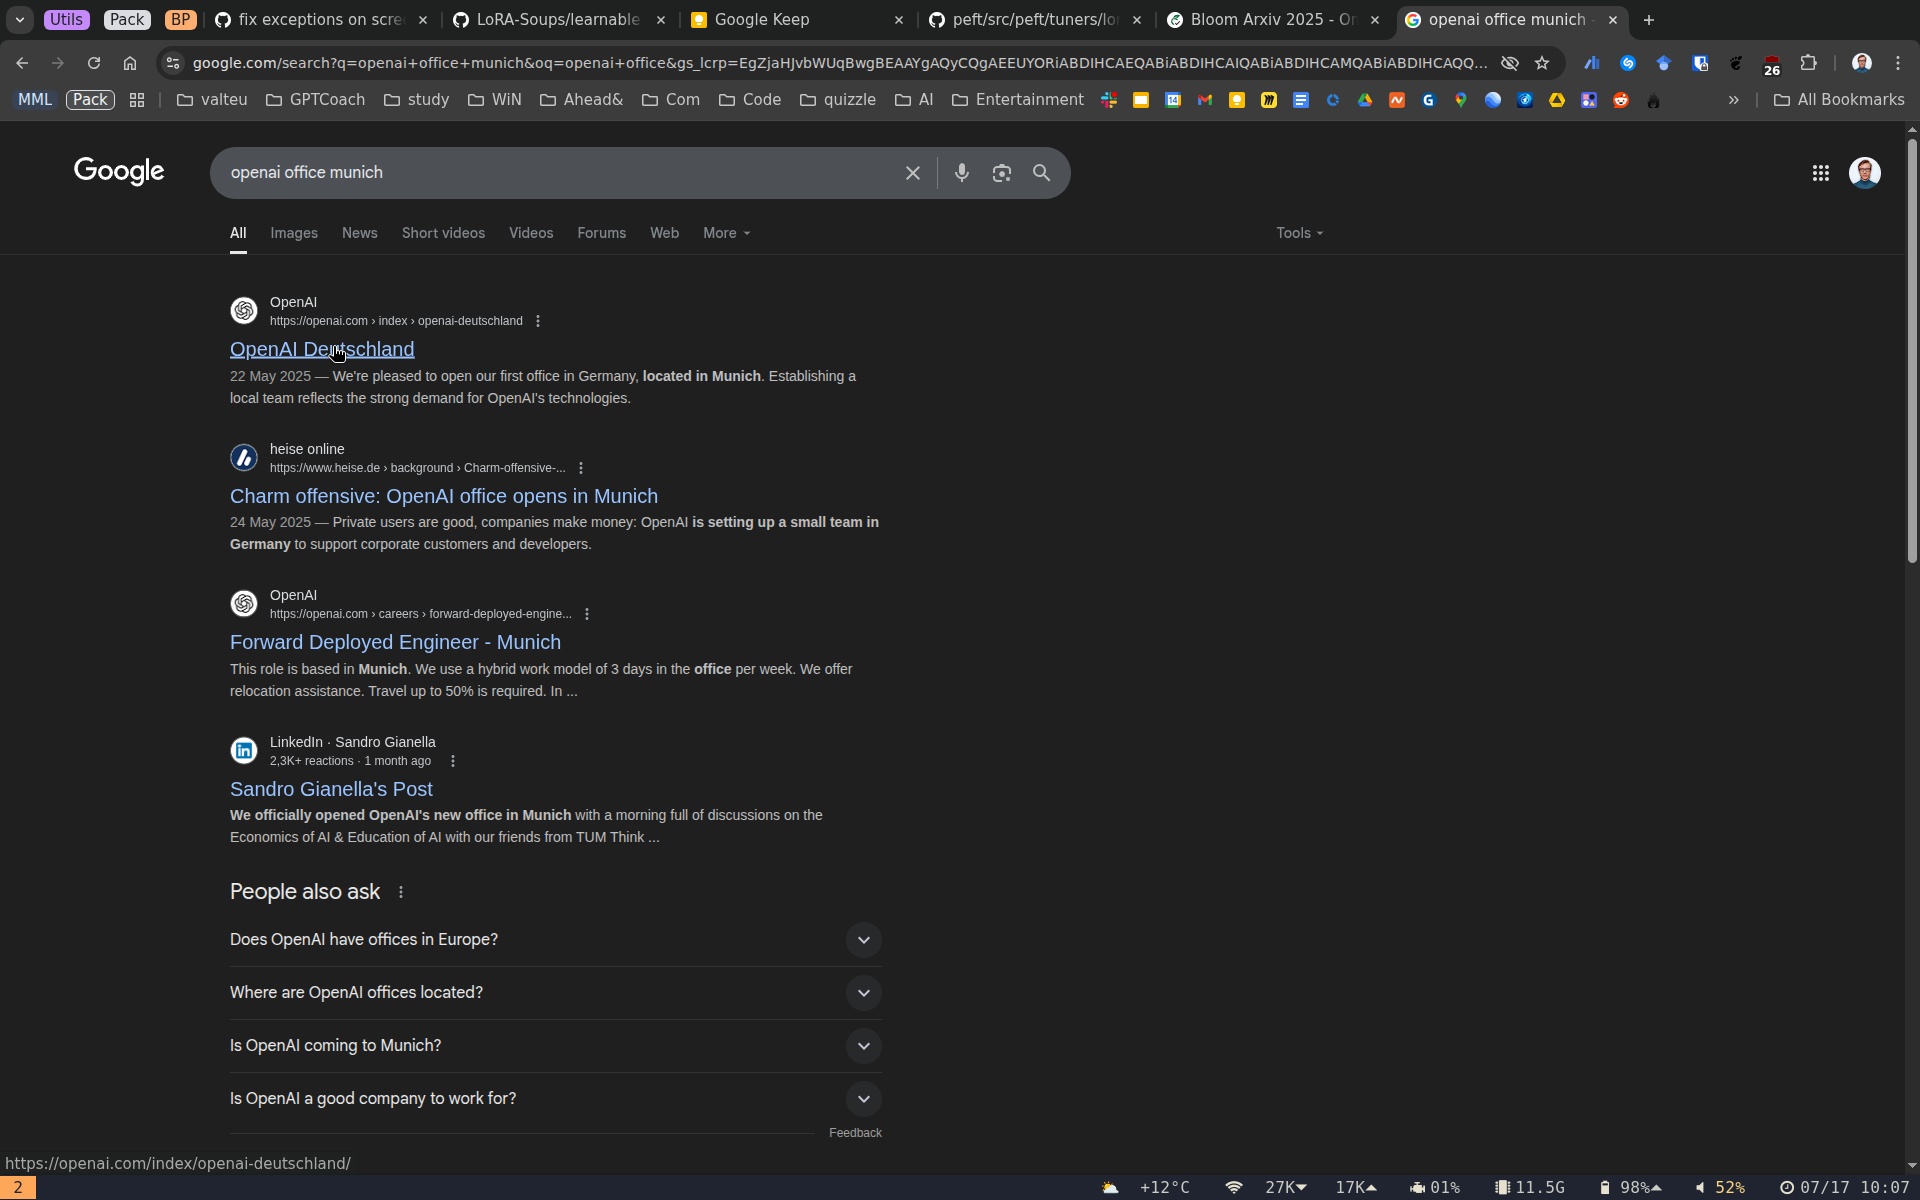 Utils
Pack
BP
fix exceptions on scre
LoRA-Soups/learnable
Google Keep
peft/src/peft/tuners/lo
Bloom Arxiv 2025 - O
openai office munich -
google.com/search?q=openai+office+munich&oq=openai+office&gs_lcrp=EgZjaHJvbWUqBwgBEAAYgAQyCQgAEEUYORiABDIHCAEQABiABDIHCAIQABiABDIHCAMQABiABDIHCAQQ...
26
MML
Pack
valteu
GPTCoach
study
WiN
Ahead&
Com
Code
quizzle
AI
Entertainment
14
»
All Bookmarks
Google
openai office munich
All
Images
News
Short videos
Videos
Forums
Web
More
Tools
OpenAI
https://openai.com › index › openai-deutschland
OpenAI Deutschland
22 May 2025 — We're pleased to open our first office in Germany, located in Munich. Establishing a
local team reflects the strong demand for OpenAI's technologies.
heise online
https://www.heise.de › background › Charm-offensive-...
Charm offensive: OpenAI office opens in Munich
24 May 2025 — Private users are good, companies make money: OpenAI is setting up a small team in
Germany to support corporate customers and developers.
OpenAI
https://openai.com › careers › forward-deployed-engine...
Forward Deployed Engineer - Munich
This role is based in Munich. We use a hybrid work model of 3 days in the office per week. We offer
relocation assistance. Travel up to 50% is required. In ...
LinkedIn · Sandro Gianella
2,3K+ reactions · 1 month ago
Sandro Gianella's Post
We officially opened OpenAI's new office in Munich with a morning full of discussions on the
Economics of AI & Education of AI with our friends from TUM Think ...
People also ask
Does OpenAI have offices in Europe?
Where are OpenAI offices located?
Is OpenAI coming to Munich?
Is OpenAI a good company to work for?
Feedback
https://openai.com/index/openai-deutschland/
2
+12°C
27K
17K
01%
11.5G
98%
52%
07/17 10:07